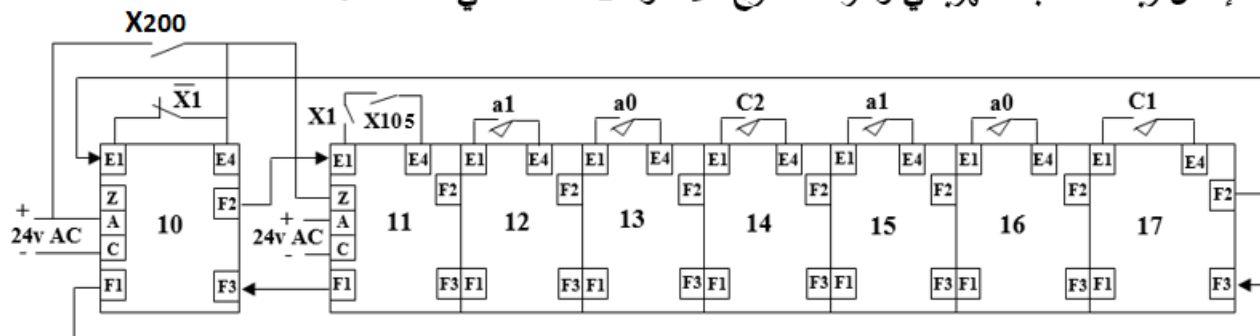 X200
X1
X1
X105
a1
a0
C2
a1
a0
C1
E1 E4 E1 E4 E1 E4 E1 E4 E1 E4 E1 E4 E1 E4 E1 E4
F2 F2 F2 F2 F2 F2 F2 F2
Z Z
+ A 10 + A 11 12 13 14 15 16 17
24v AC 24v AC
- C - C
F1 F3 F1 F3 F1 F3 F1 F3 F1 F3 F1 F3 F1 F3 F1 F3